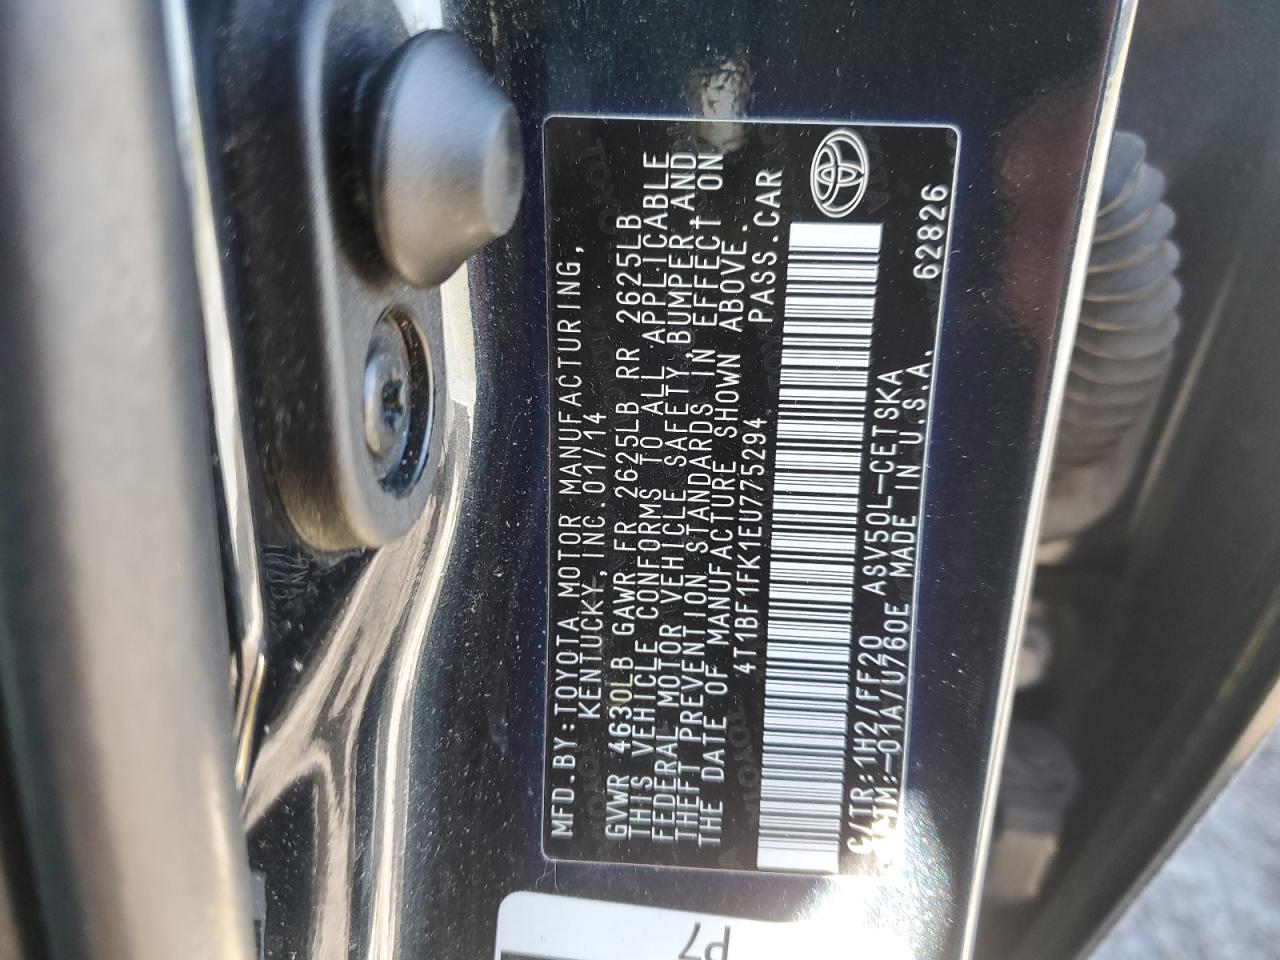 MFD.BY:TOYOTA MOTOR MANUFACTURING,
KENTUCKY, INC. 01/14
GVWR 4630LB GAWR FR 2625LB RR 2625LB
THIS VEHICLE CONFORMS TO ALL APPLICABLE
FEDERAL MOTOR VEHICLE SAFETY,BUMPER,AND
THEFT PREVENTION STANDARDS IN EFFECT ON
THE DATE OF MANUFACTURE SHOWN ABOVE.
4T1BF1FK1EU775294 PASS.CAR
C/TR:1H2/FF20 ASV50L-CETSKA
TM:-01A/U760E MADE IN U.S.A. 62826
P7